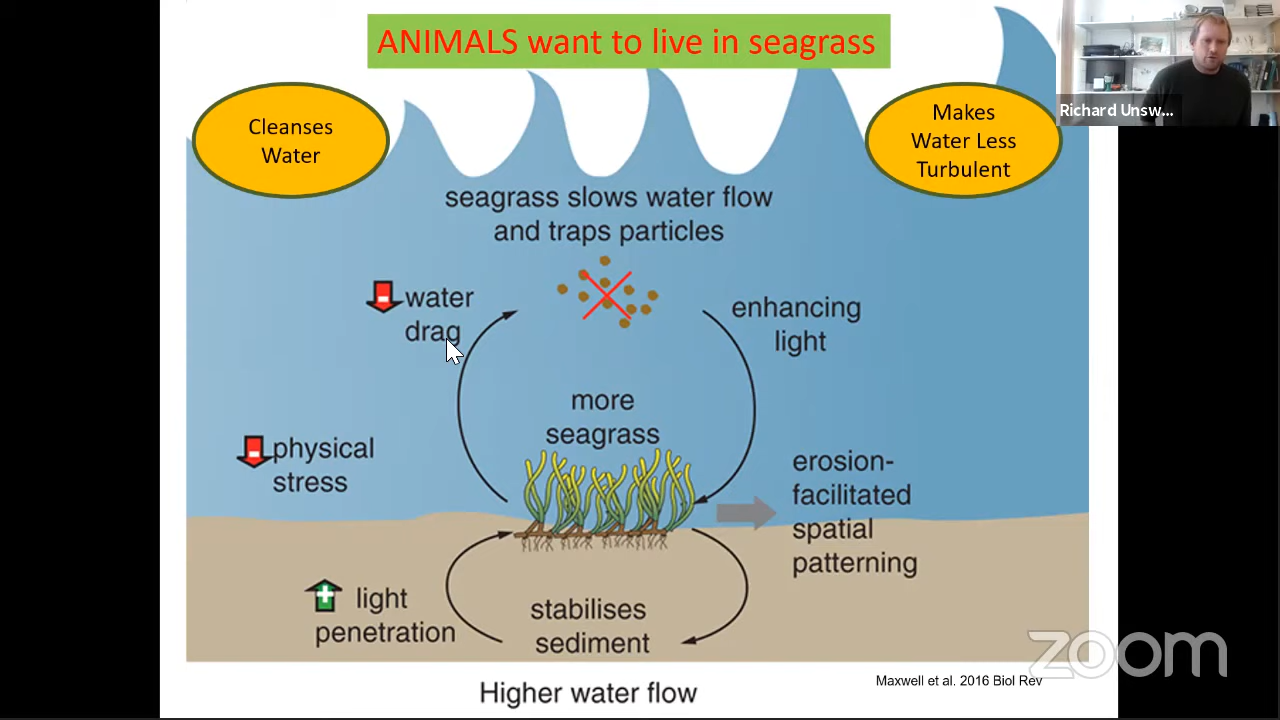 ANIMALS want to live in seagrass
Richard Unsw...
Cleanses
Water
Makes
Water Less
Turbulent
seagrass slows water flow
and traps particles
water
drag
enhancing
light
more
seagrass
physical
stress
erosion-
facilitated
spatial
patterning
light
penetration
stabilises
sediment
zoom
Maxwell et al. 2016 Biol Rev
Higher water flow